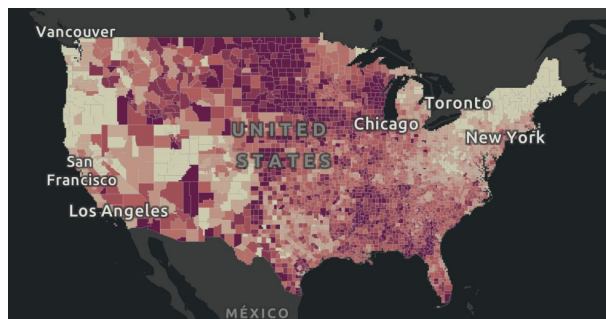 Vancouver
Toronto
UNITED
Chicago
New York
STATES
San
Francisco
Los Angeles
MÉXICO